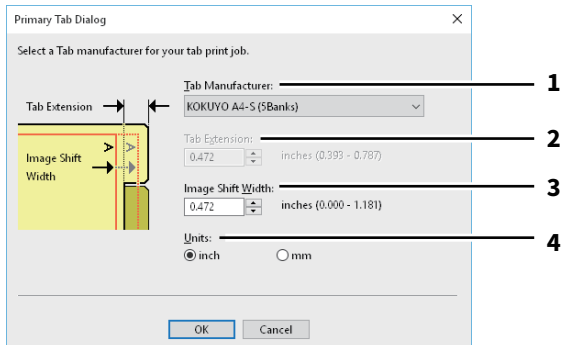 Primary Tab Dialog
Select a Tab manufacturer for your tab print job.
Tab Manufacturer:
1
Tab Extension
KOKUYO A4-S (5Banks)
Tab Extension:
2
A A
0.472 inches (0.393 - 0.787)
Image Shift
Width
Image Shift Width:
3
0.472 inches (0.000 - 1.181)
Units:
4
inch mm
OK Cancel